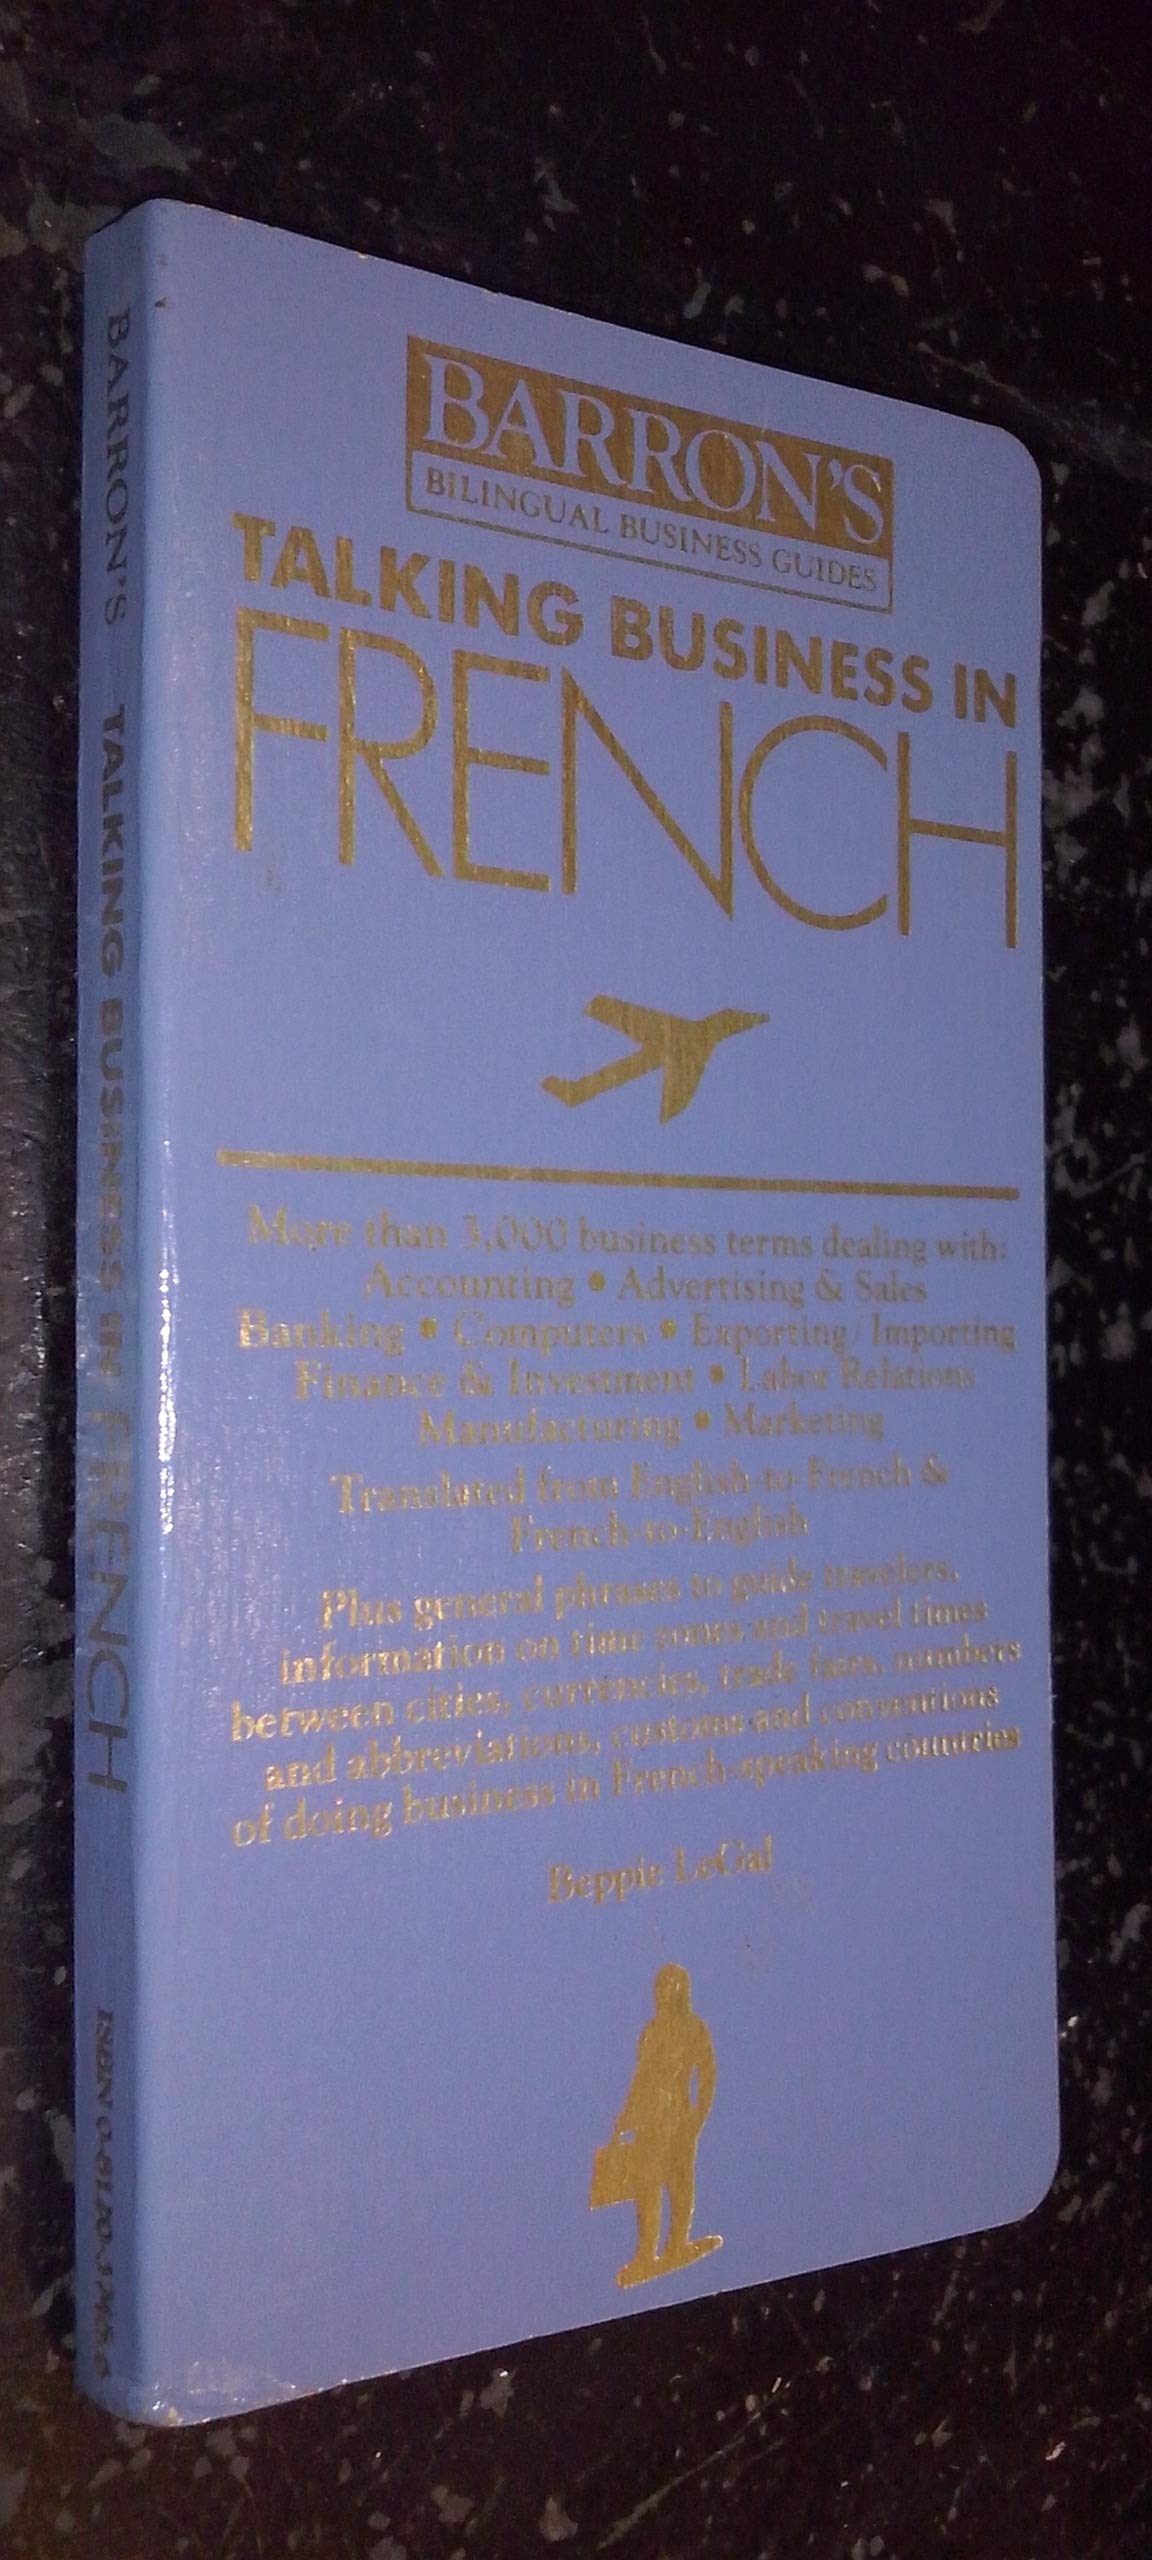 BARRON'S
BILINGUAL BUSINESS GUIDES
TALKING BUSINESS IN
FRENCH
More than 3,000 business terms dealing with:
Accounting • Advertising & Sales
Banking • Computers • Exporting/Importing
Finance & Investment • Labor Relations
Manufacturing • Marketing
Translated from English-to-French &
French-to-English
Plus general phrases to guide travelers,
information on time zones and travel times
between cities, currencies, trade fairs, numbers
and abbreviations, customs and conventions
of doing business in French-speaking countries
Beppie LeGal
BARRON'S TALKING BUSINESS IN FRENCH ISBN